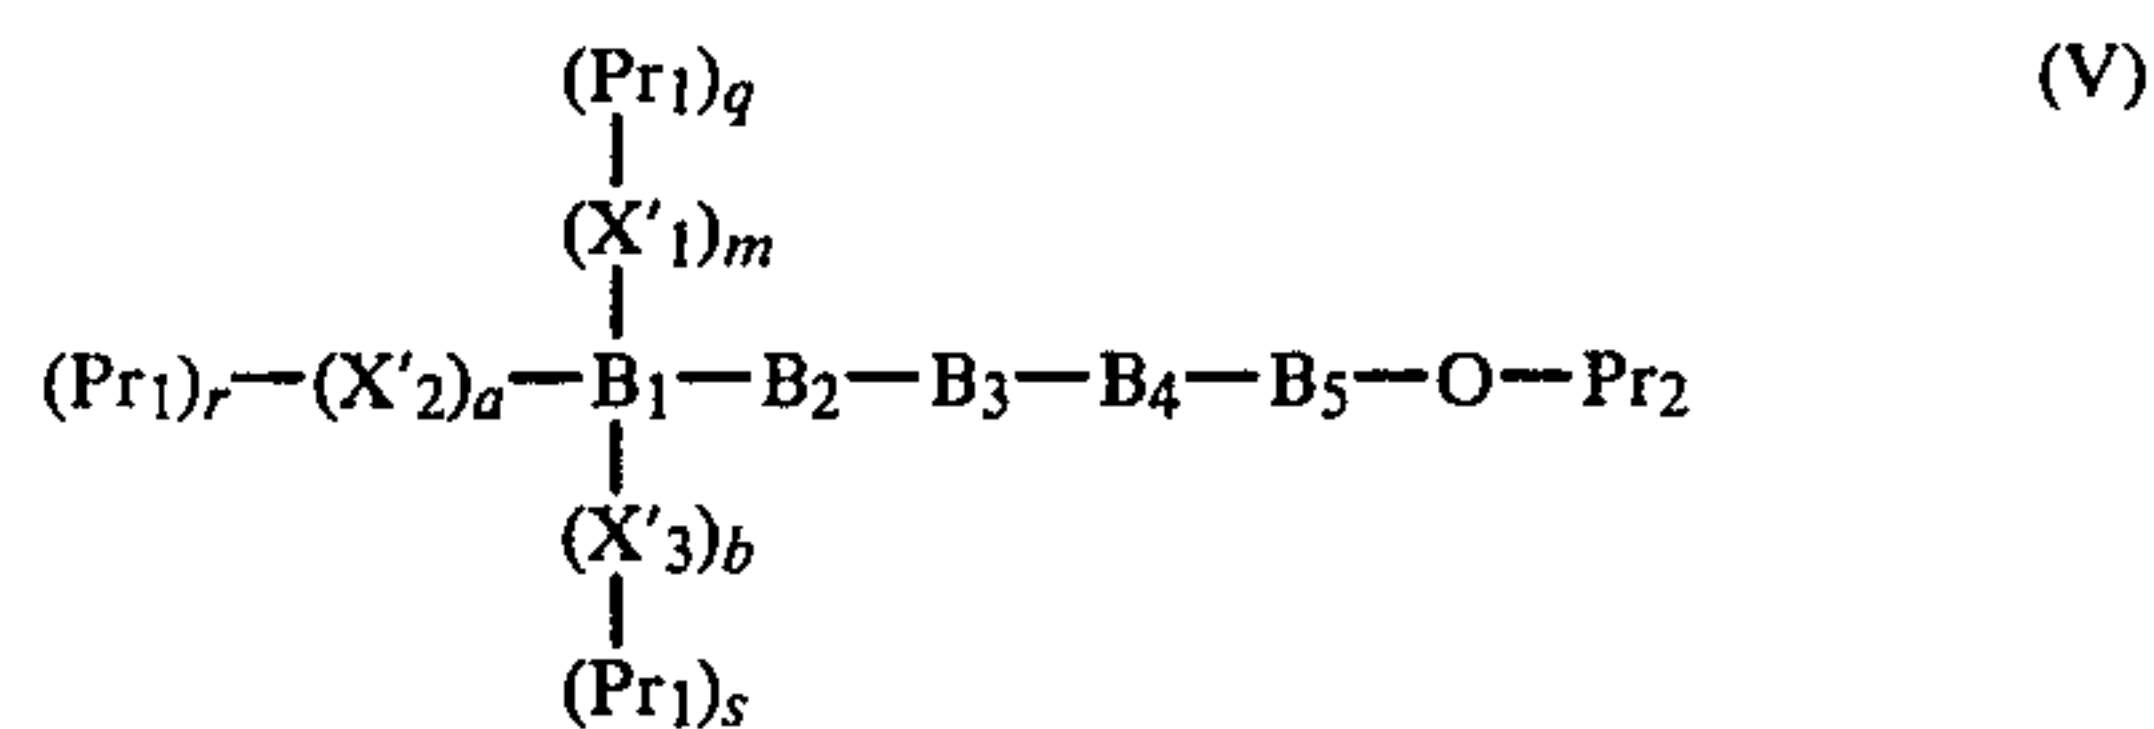 (Pr₁)q (V)
(X′₁)m
(Pr₁)r—(X′₂)a—B₁—B₂—B₃—B₄—B₅—O—Pr₂
(X′₃)b
(Pr₁)s